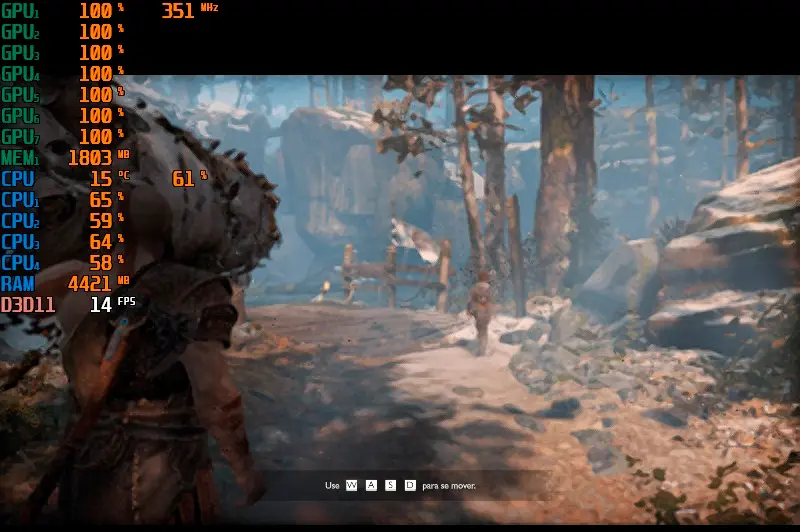 GPU1 100 % 351 MHz
GPU2 100 %
GPU3 100 %
GPU4 100 %
GPU5 100 %
GPU6 100 %
GPU7 100 %
MEM1 1803 MB
CPU 15 °C 61 %
CPU1 65 %
CPU2 59 %
CPU3 64 %
CPU4 58 %
RAM 4421 MB
D3D11 14 FPS
Use W A S D para se mover.